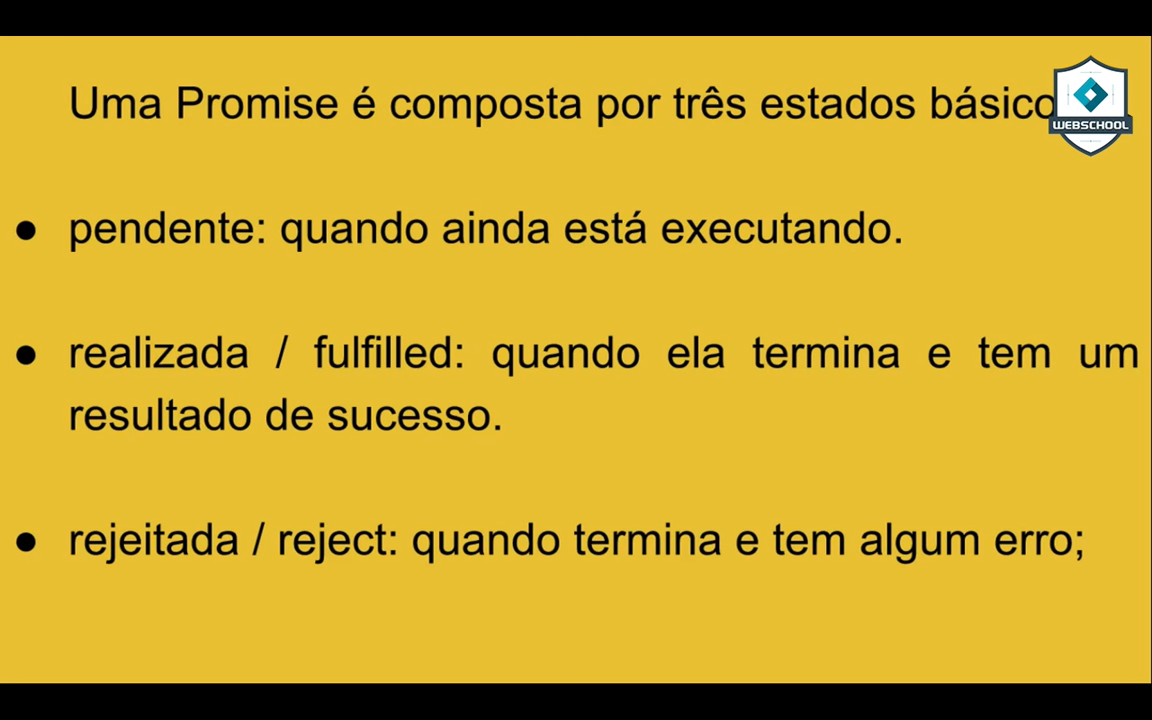 Uma Promise é composta por três estados básico
WEBSCHOOL
● pendente: quando ainda está executando.
● realizada / fulfilled: quando ela termina e tem um
resultado de sucesso.
● rejeitada / reject: quando termina e tem algum erro;